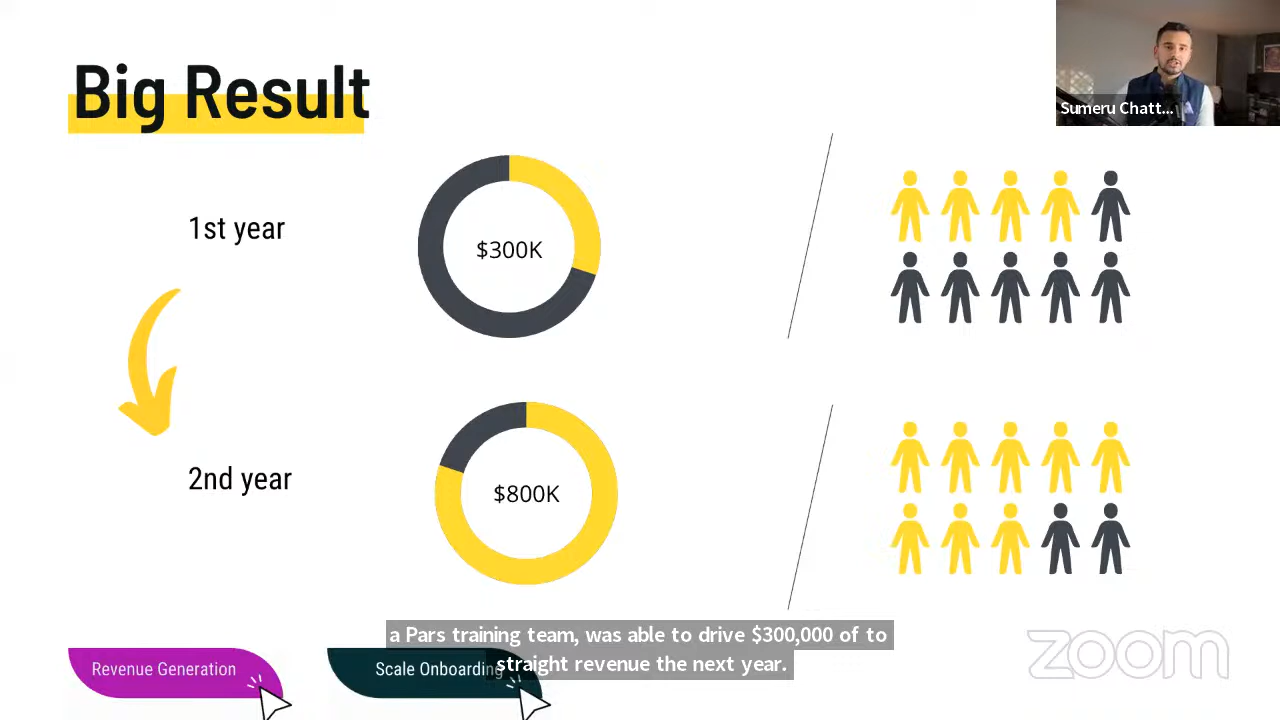 Big Result
Sumeru Chatt...
1st year
$300K
2nd year
$800K
a Pars training team, was able to drive $300,000 of to
straight revenue the next year.
Revenue Generation
Scale Onboarding
zoom